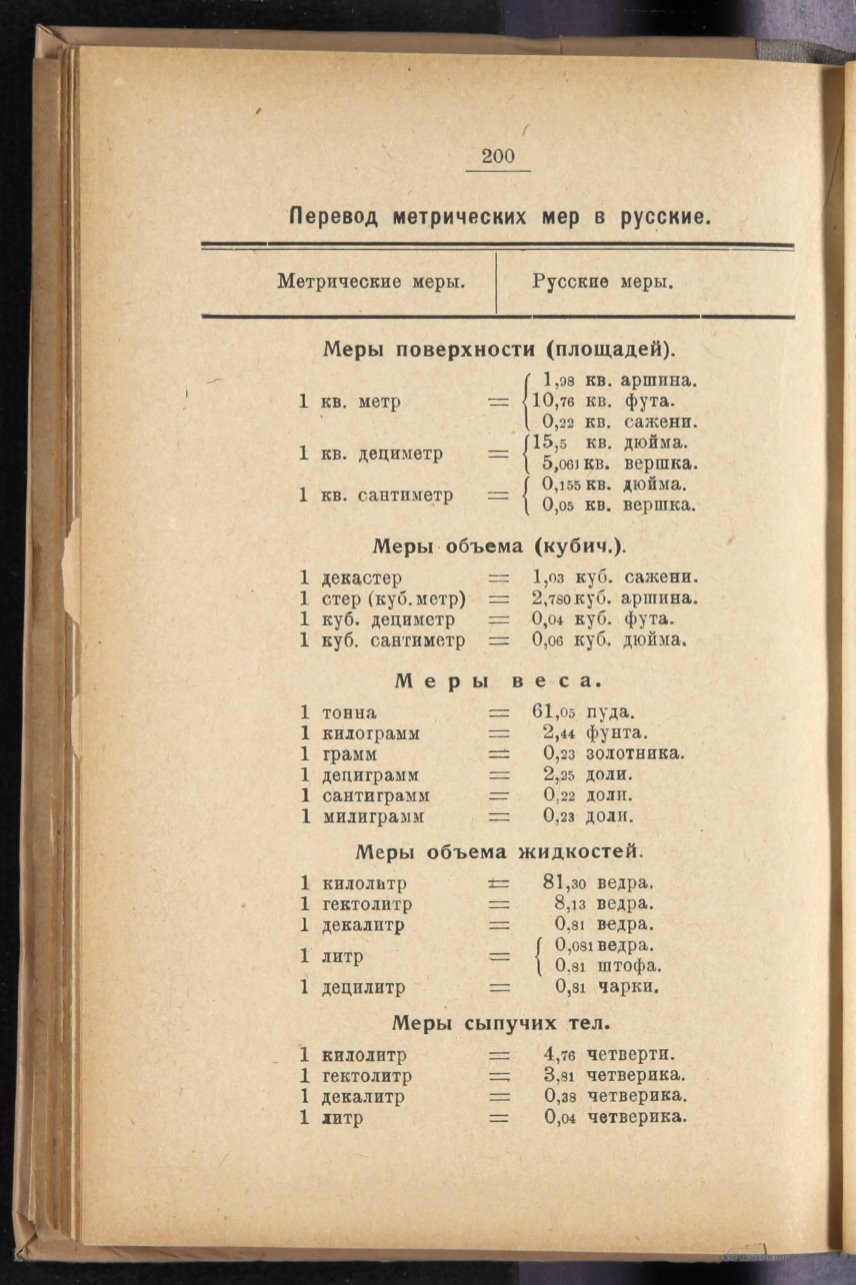 200
Перевод метрических мер в русские.
Метрические меры. Русские меры.
Меры поверхности (площадей).
1 кв. метр = { 1,98 кв. аршина.
10,76 кв. фута.
0,22 кв. сажени.
1 кв. дециметр = { 15,5 кв. дюйма.
5,061 кв. вершка.
1 кв. сантиметр = { 0,155 кв. дюйма.
0,05 кв. вершка.
Меры объема (кубич.).
1 декастер = 1,03 куб. сажени.
1 стер (куб. метр) = 2,780 куб. аршина.
1 куб. дециметр = 0,04 куб. фута.
1 куб. сантиметр = 0,06 куб. дюйма.
Меры веса.
1 тонна = 61,05 пуда.
1 килограмм = 2,44 фунта.
1 грамм = 0,23 золотника.
1 дециграмм = 2,25 доли.
1 сантиграмм = 0,22 доли.
1 милиграмм = 0,23 доли.
Меры объема жидкостей.
1 килолитр = 81,30 ведра.
1 гектолитр = 8,13 ведра.
1 декалитр = 0,81 ведра.
1 литр = { 0,081 ведра.
0,81 штофа.
1 децилитр = 0,81 чарки.
Меры сыпучих тел.
1 килолитр = 4,76 четверти.
1 гектолитр = 3,81 четверика.
1 декалитр = 0,38 четверика.
1 литр = 0,04 четверика.